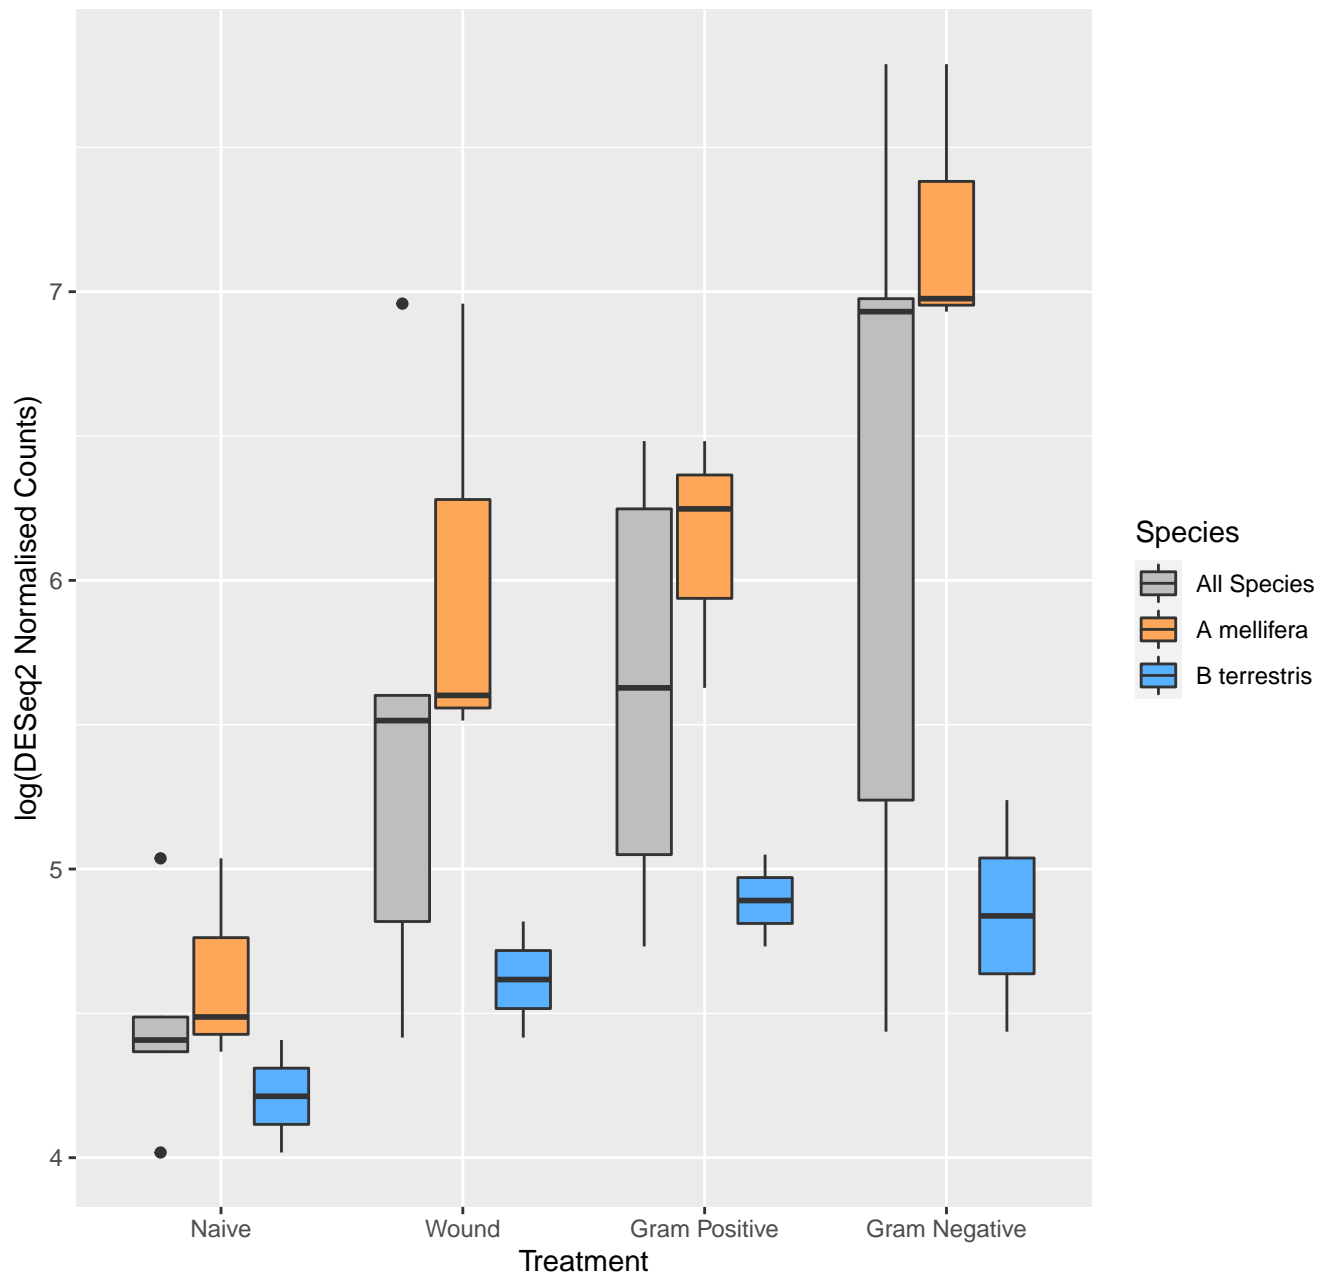 log(DESeq2 Normalised Counts)
7
6
5
4
Naive
Wound
Gram Positive
Gram Negative
Treatment
Species
All Species
A mellifera
B terrestris